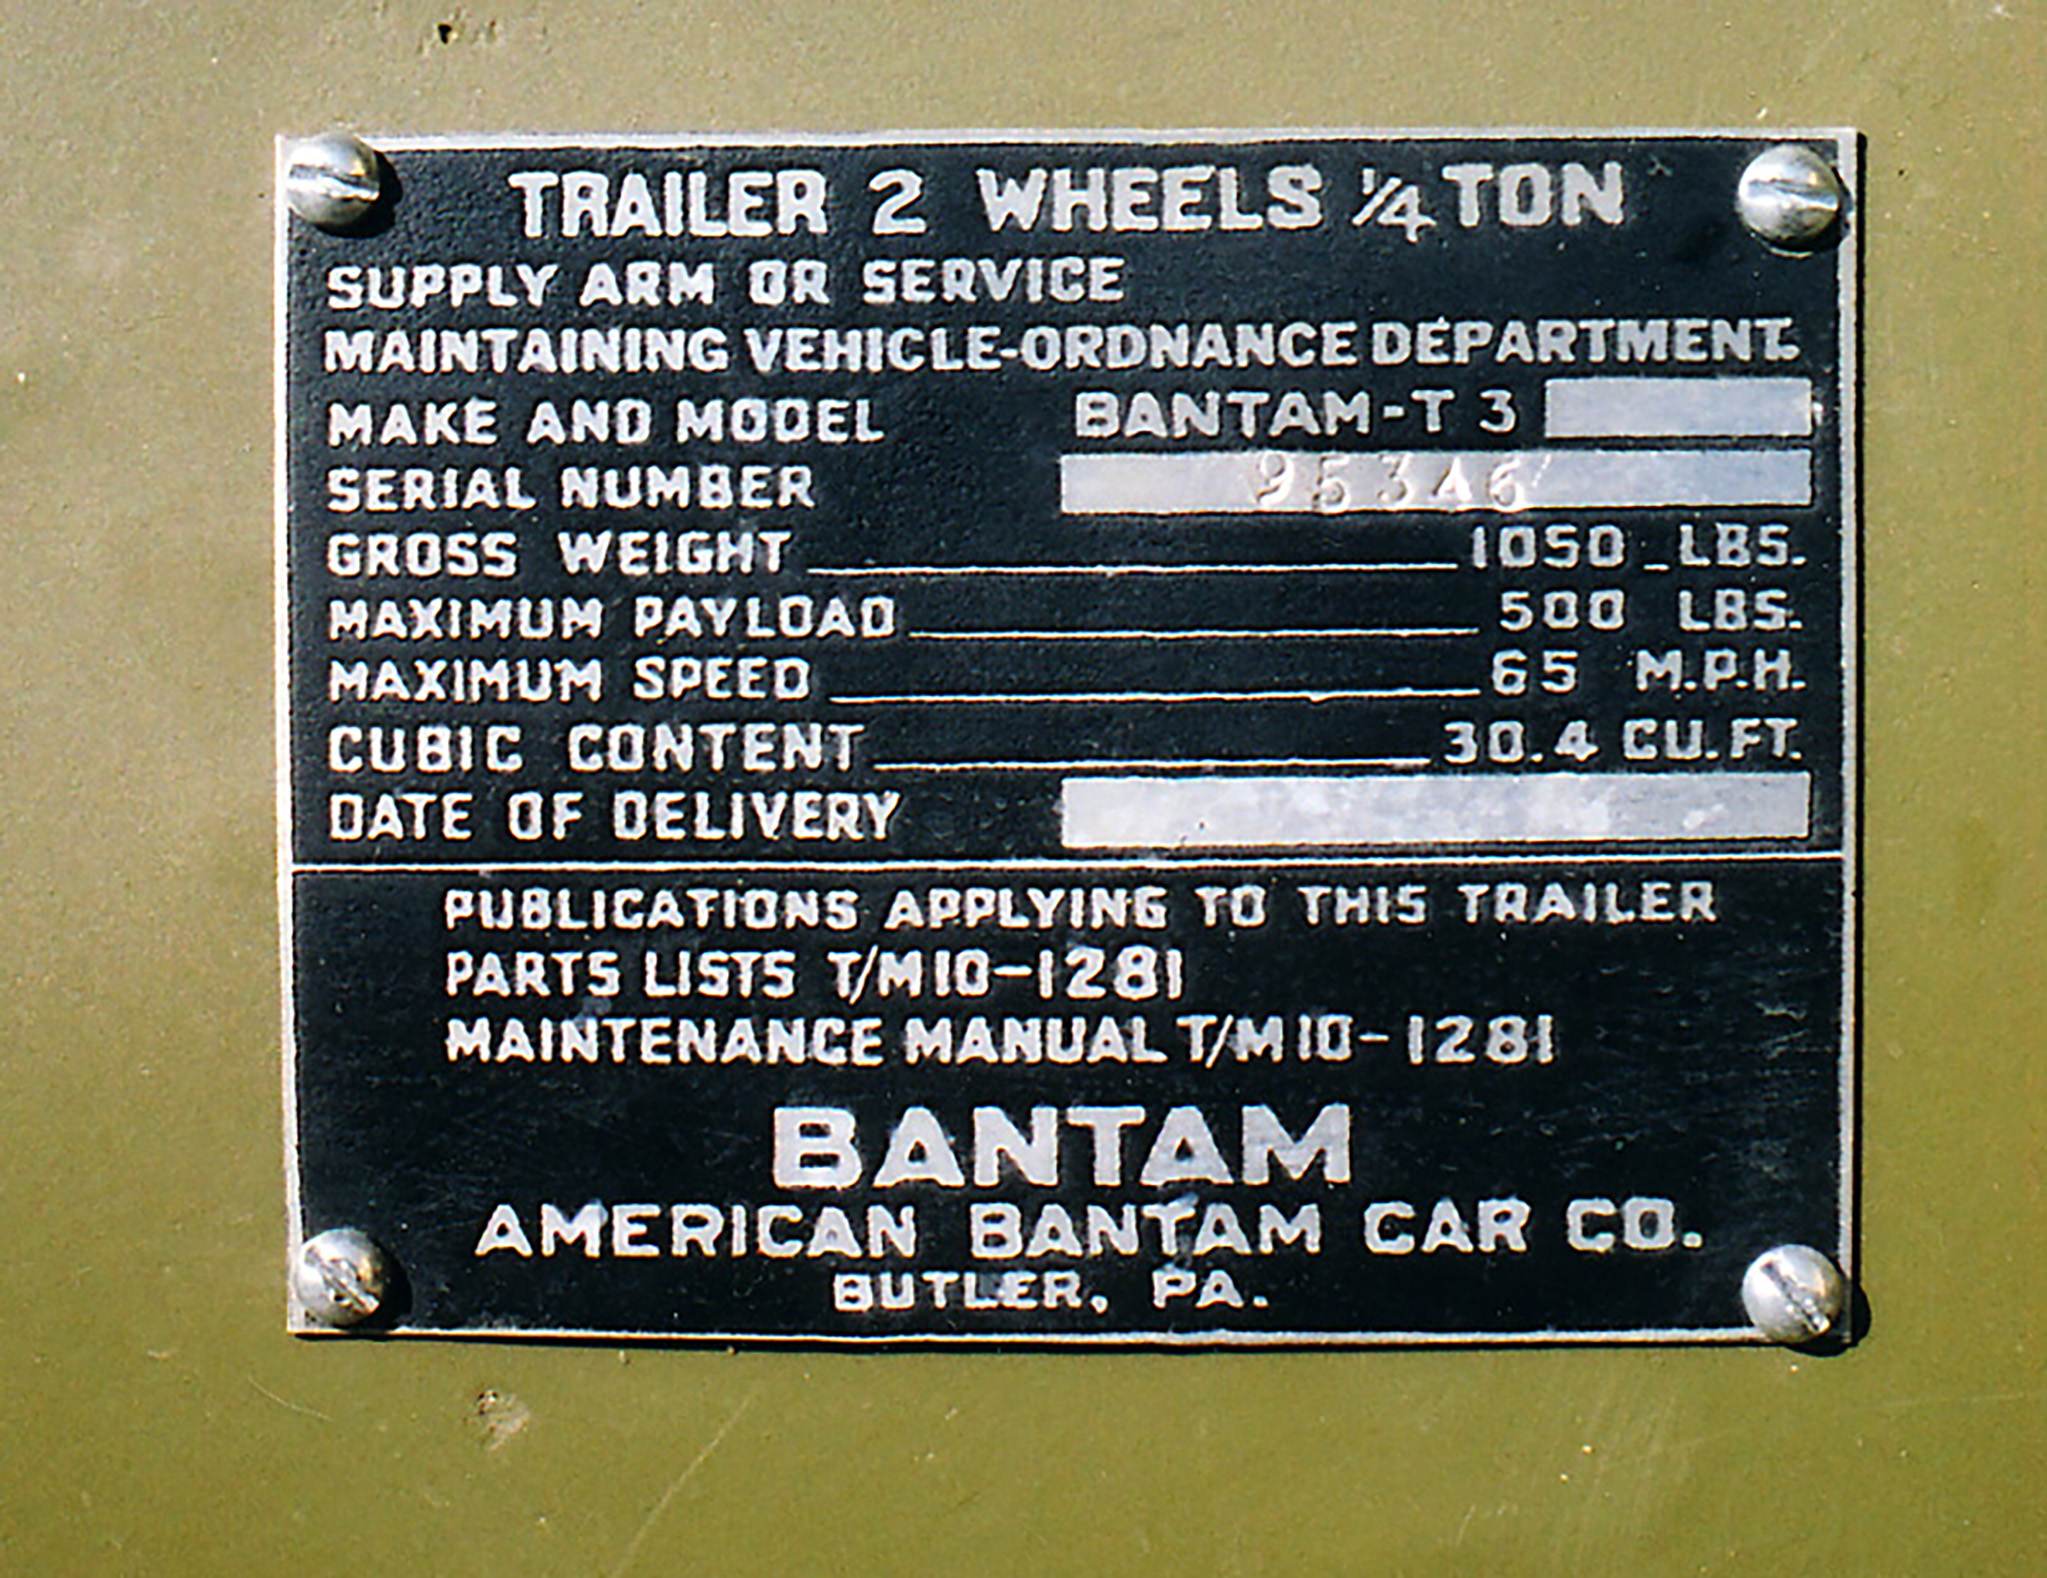 TRAILER 2 WHEELS 1/4 TON
SUPPLY ARM OR SERVICE
MAINTAINING VEHICLE-ORDNANCE DEPARTMENT.
MAKE AND MODEL BANTAM-T 3
SERIAL NUMBER 95346
GROSS WEIGHT 1050 LBS.
MAXIMUM PAYLOAD 500 LBS.
MAXIMUM SPEED 65 M.P.H.
CUBIC CONTENT 30.4 CU.FT.
DATE OF DELIVERY
PUBLICATIONS APPLYING TO THIS TRAILER
PARTS LISTS T/M10-1281
MAINTENANCE MANUAL T/M10-1281
BANTAM
AMERICAN BANTAM CAR CO.
BUTLER, PA.